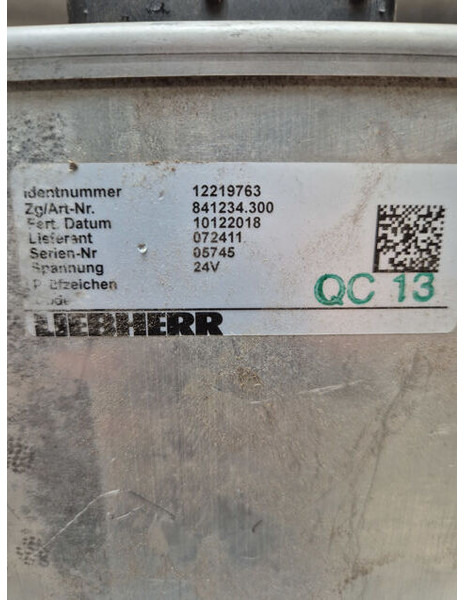 Identnummer 12219763
Zg/Art-Nr. 841234.300
Fert. Datum 10122018
Lieferant 072411
Serien-Nr 05745
Spannung 24V
Prüfzeichen
QC 13
LIEBHERR